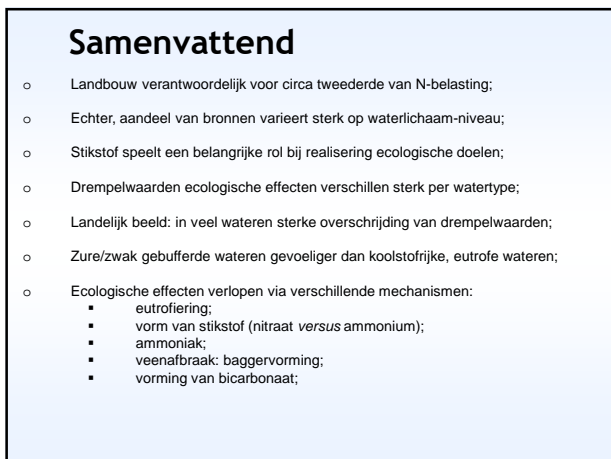 Samenvattend
o Landbouw verantwoordelijk voor circa tweederde van N-belasting;
o Echter, aandeel van bronnen varieert sterk op waterlichaam-niveau;
o Stikstof speelt een belangrijke rol bij realisering ecologische doelen;
o Drempelwaarden ecologische effecten verschillen sterk per watertype;
o Landelijk beeld: in veel wateren sterke overschrijding van drempelwaarden;
o Zure/zwak gebufferde wateren gevoeliger dan koolstofrijke, eutrofe wateren;
o Ecologische effecten verlopen via verschillende mechanismen:
▪ eutrofiering;
▪ vorm van stikstof (nitraat versus ammonium);
▪ ammoniak;
▪ veenafbraak: baggervorming;
▪ vorming van bicarbonaat;